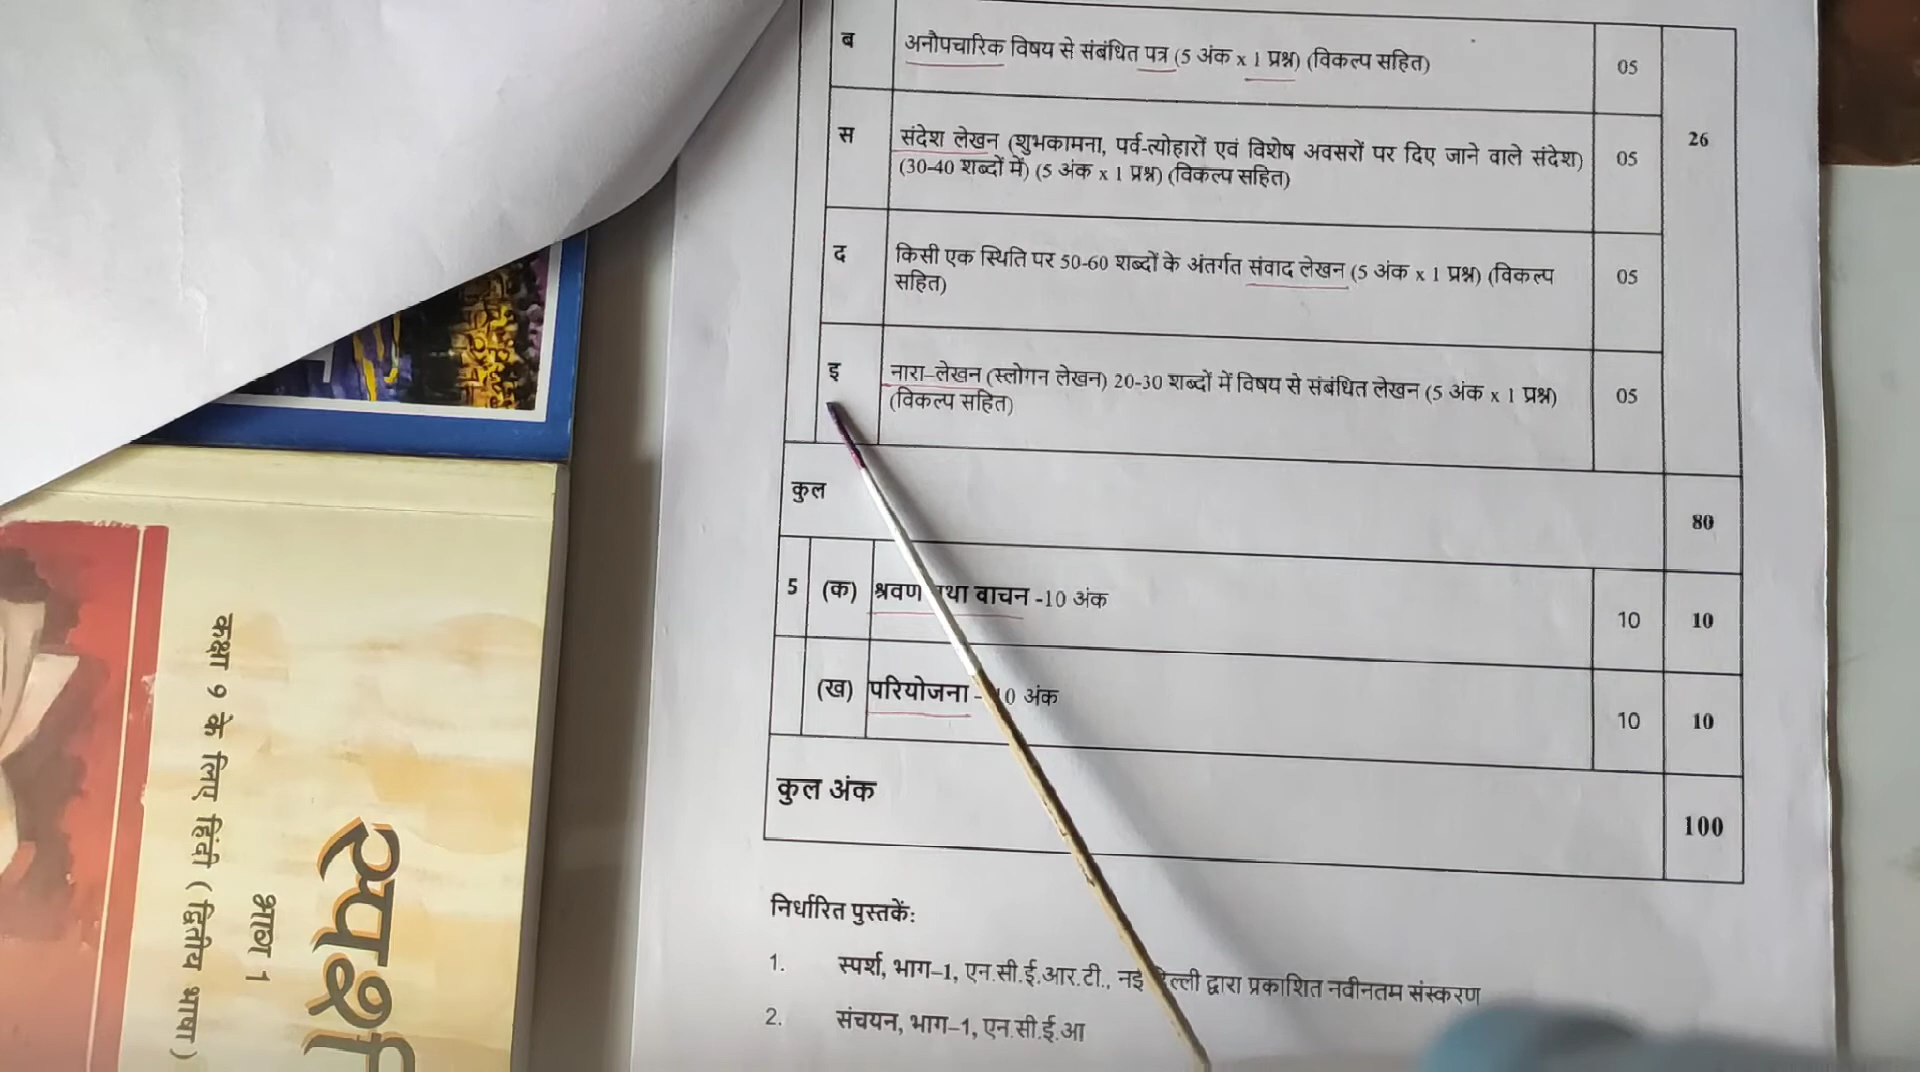 ब अनौपचारिक विषय से संबंधित पत्र (5 अंक x 1 प्रश्न) (विकल्प सहित) 05
26
स संदेश लेखन (शुभकामना, पर्व-त्योहारों एवं विशेष अवसरों पर दिए जाने वाले संदेश) 05
(30-40 शब्दों में) (5 अंक x 1 प्रश्न) (विकल्प सहित)
द किसी एक स्थिति पर 50-60 शब्दों के अंतर्गत संवाद लेखन (5 अंक x 1 प्रश्न) (विकल्प 05
सहित)
इ नारा-लेखन (स्लोगन लेखन) 20-30 शब्दों में विषय से संबंधित लेखन (5 अंक x 1 प्रश्न) 05
(विकल्प सहित)
कुल 80
5 (क) श्रवण तथा वाचन -10 अंक 10 10
(ख) परियोजना - 10 अंक 10 10
कुल अंक 100
निर्धारित पुस्तकें:
1. स्पर्श, भाग-1, एन.सी.ई.आर.टी., नई दिल्ली द्वारा प्रकाशित नवीनतम संस्करण
2. संचयन, भाग-1, एन.सी.ई.आ
स्पर्श
भाग 1
कक्षा 9 के लिए हिंदी (द्वितीय भाषा)